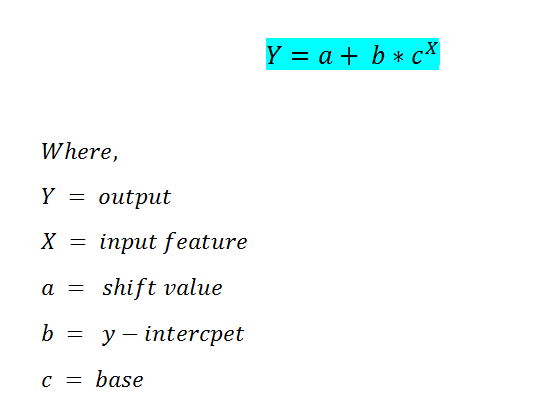 Y = a + b * c^X
Where,
Y = output
X = input feature
a = shift value
b = y − intercpet
c = base